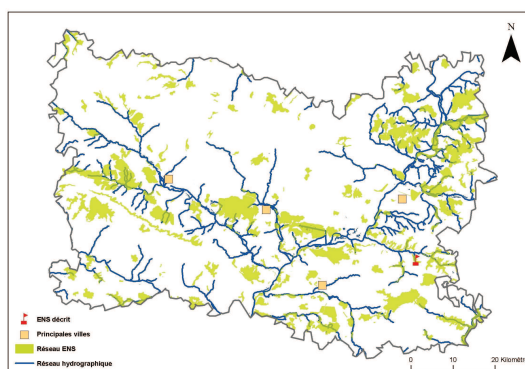 N
ENS décrit
Principales villes
Réseau ENS
Réseau hydrographique
0 10 20 Kilomètr